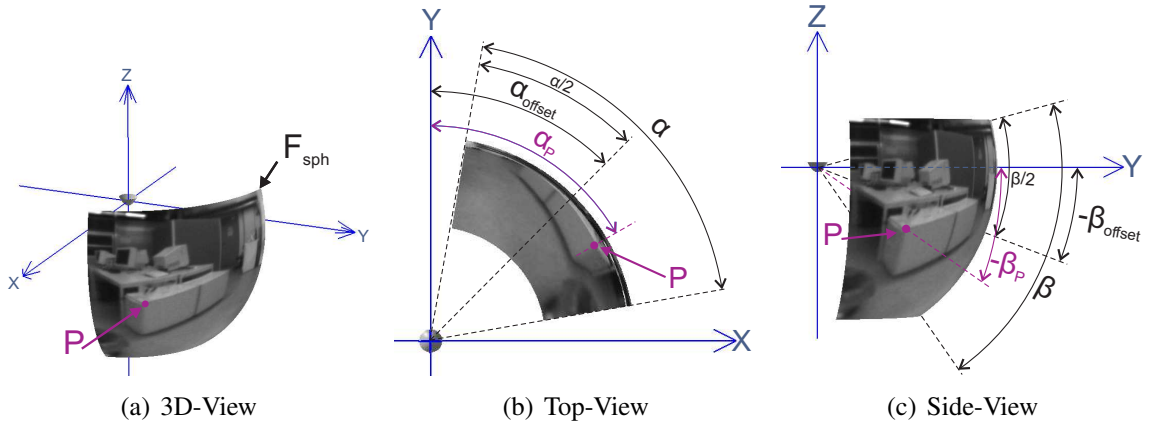 Z
F_sph
Y
X
P
(a) 3D-View
Y
α/2
α_offset
α
α_P
P
X
(b) Top-View
Z
Y
β/2
-β_offset
P
-β_P
β
(c) Side-View